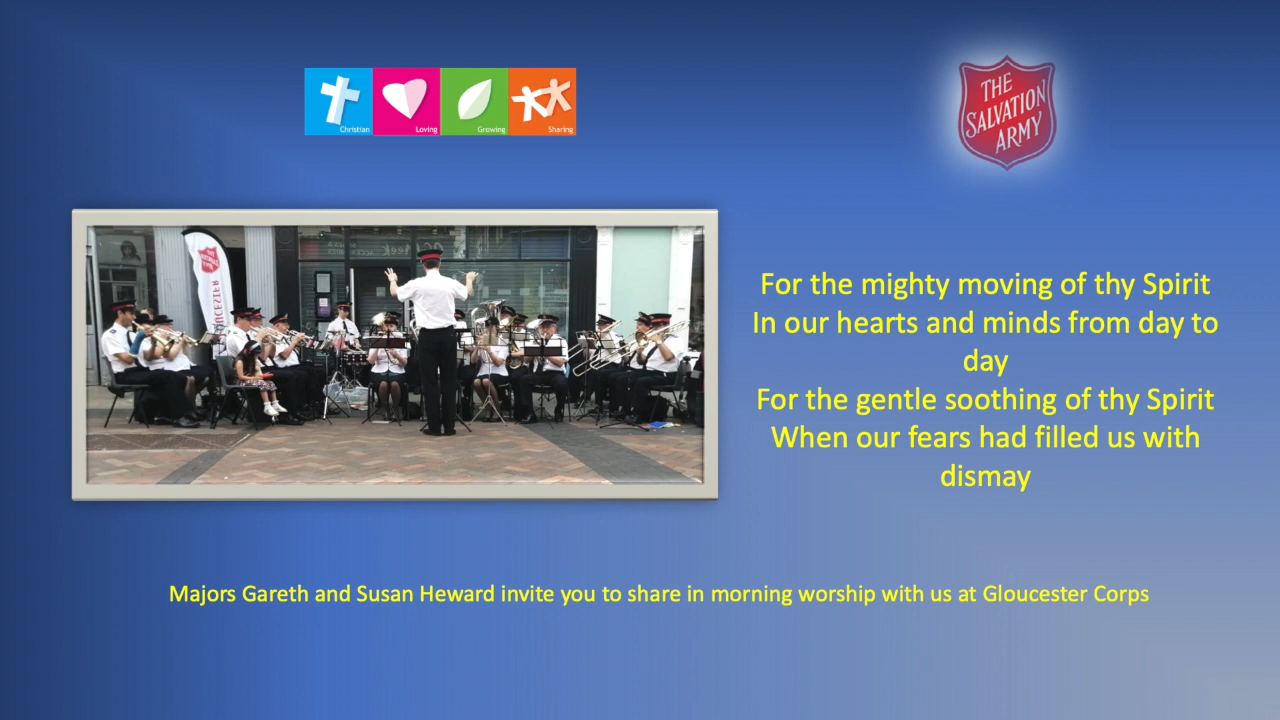 Christian
Loving
Growing
Sharing
THE
SALVATION
ARMY
For the mighty moving of thy Spirit
In our hearts and minds from day to
day
For the gentle soothing of thy Spirit
When our fears had filled us with
dismay
Majors Gareth and Susan Heward invite you to share in morning worship with us at Gloucester Corps